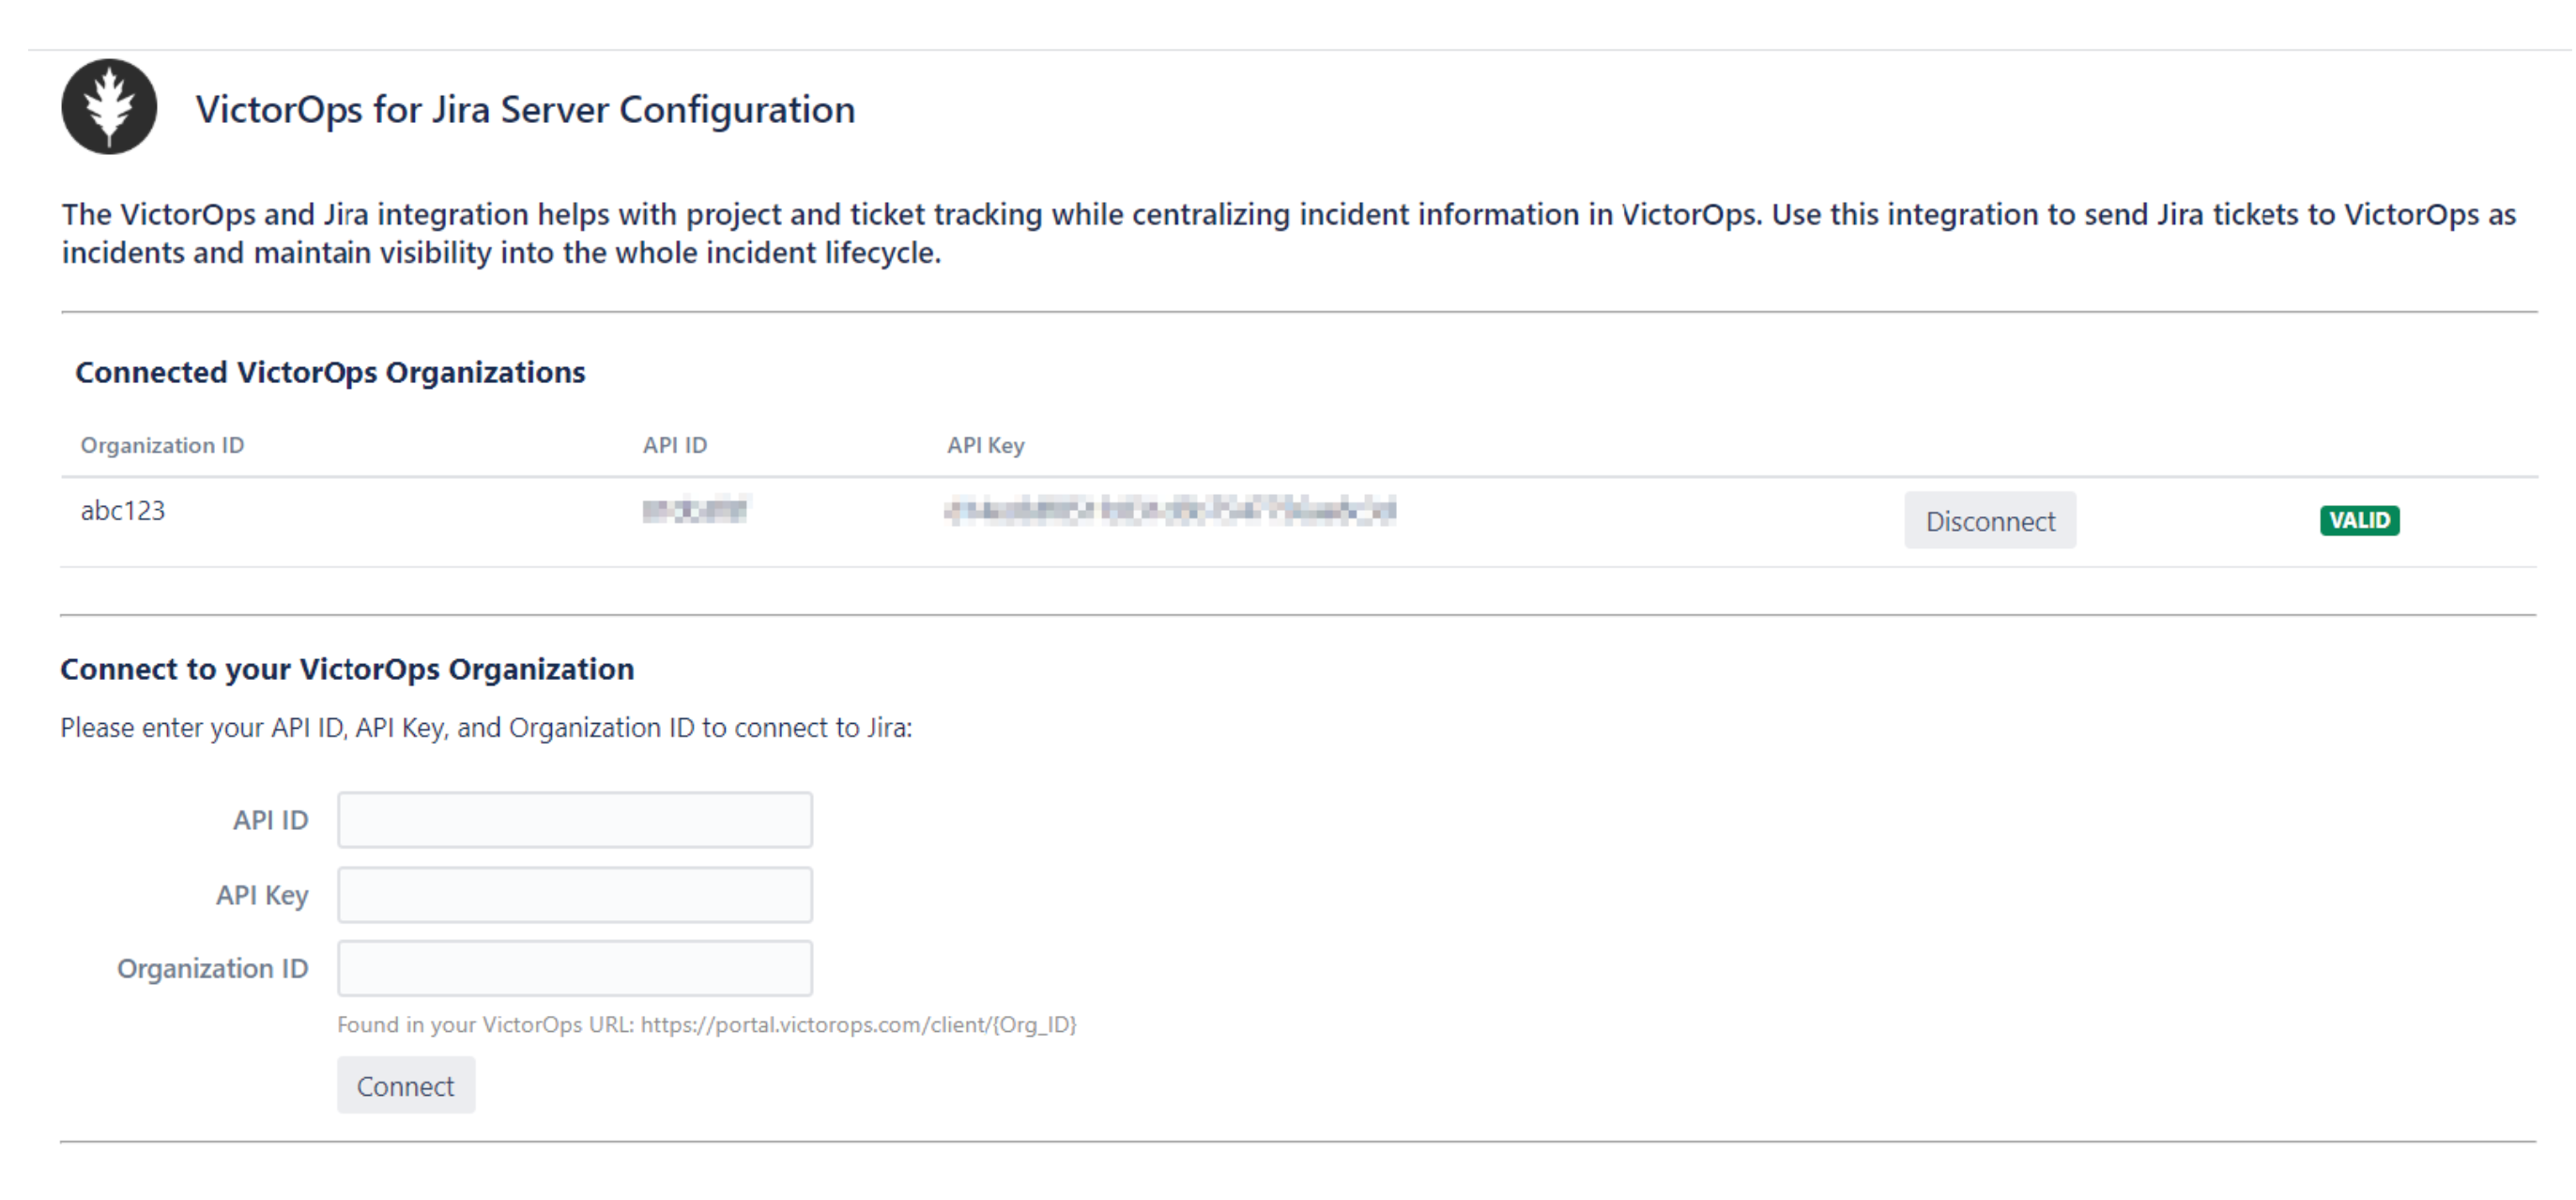 VictorOps for Jira Server Configuration
The VictorOps and Jira integration helps with project and ticket tracking while centralizing incident information in VictorOps. Use this integration to send Jira tickets to VictorOps as
incidents and maintain visibility into the whole incident lifecycle.
Connected VictorOps Organizations
Organization ID API ID API Key
abc123 Disconnect VALID
Connect to your VictorOps Organization
Please enter your API ID, API Key, and Organization ID to connect to Jira:
API ID
API Key
Organization ID
Found in your VictorOps URL: https://portal.victorops.com/client/{Org_ID}
Connect